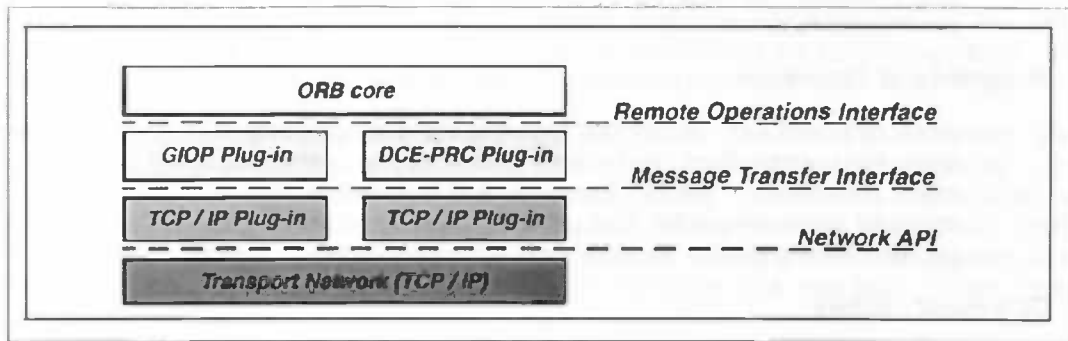 ORB core
Remote Operations Interface
GIOP Plug-in
DCE-PRC Plug-in
Message Transfer Interface
TCP / IP Plug-in
TCP / IP Plug-in
Network API
Transport Network (TCP / IP)